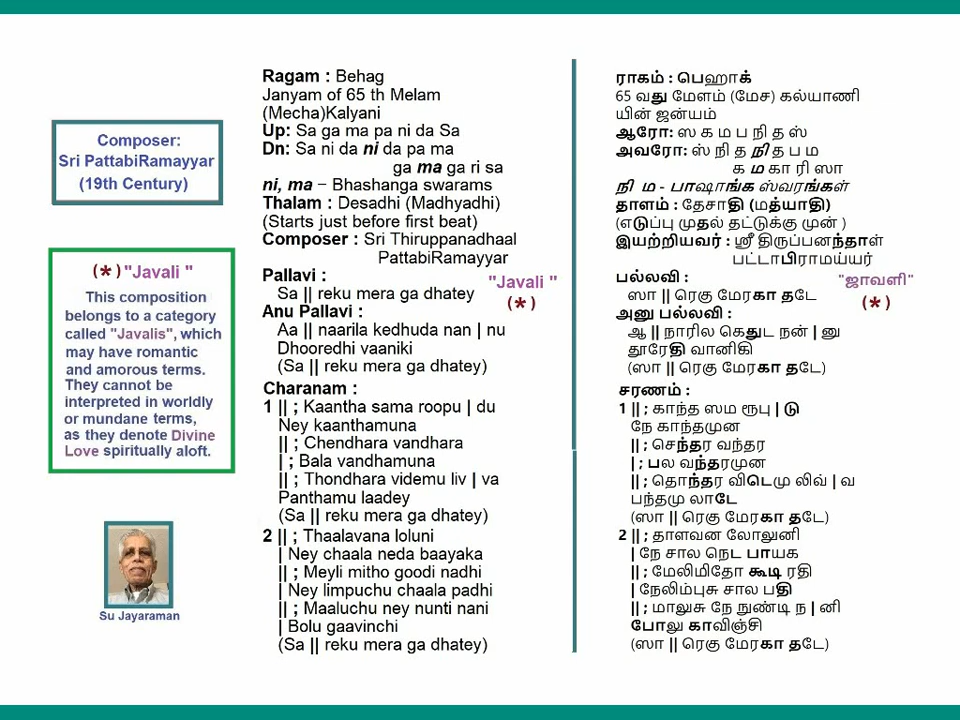 Composer:
Sri PattabiRamayyar
(19th Century)
(*) "Javali "
This composition
belongs to a category
called "Javalis", which
may have romantic
and amorous terms.
They cannot be
interpreted in worldly
or mundane terms,
as they denote Divine
Love spiritually aloft.
Su Jayaraman
Ragam : Behag
Janyam of 65 th Melam
(Mecha)Kalyani
Up: Sa ga ma pa ni da Sa
Dn: Sa ni da ni da pa ma
ga ma ga ri sa
ni, ma – Bhashanga swarams
Thalam : Desadhi (Madhyadhi)
(Starts just before first beat)
Composer : Sri Thiruppanadhaal
PattabiRamayyar
Pallavi :
"Javali "
Sa || reku mera ga dhatey
(*)
Anu Pallavi :
Aa || naarila kedhuda nan | nu
Dhooredhi vaaniki
(Sa || reku mera ga dhatey)
Charanam :
1 || ; Kaantha sama roopu | du
Ney kaanthamuna
|| ; Chendhara vandhara
| ; Bala vandhamuna
|| ; Thondhara videmu liv | va
Panthamu laadey
(Sa || reku mera ga dhatey)
2 || ; Thaalavana loluni
| Ney chaala neda baayaka
|| ; Meyli mitho goodi nadhi
| Ney limpuchu chaala padhi
|| ; Maaluchu ney nunti nani
| Bolu gaavinchi
(Sa || reku mera ga dhatey)
ராகம் : பெஹாக்
65 வது மேளம் (மேச) கல்யாணி
யின் ஜன்யம்
ஆரோ: ஸ க ம ப நி த ஸ்
அவரோ: ஸ் நி த நி த ப ம
க ம கா ரி ஸா
நி ம - பாஷாங்க ஸ்வரங்கள்
தாளம் : தேசாதி (மத்யாதி)
(எடுப்பு முதல் தட்டுக்கு முன் )
இயற்றியவர் : ஸ்ரீ திருப்பனந்தாள்
பட்டாபிராமய்யர்
பல்லவி :
"ஜாவளி"
ஸா || ரெகு மேரகா தடே
(*)
அனு பல்லவி :
ஆ || நாரில கெதுட நன் | னு
தூரேதி வானிகி
(ஸா || ரெகு மேரகா தடே)
சரணம் :
1 || ; காந்த ஸம ரூபு | டு
நே காந்தமுன
|| ; செந்தர வந்தர
| ; பல வந்தரமுன
|| ; தொந்தர விடெமு லிவ் | வ
பந்தமு லாடே
(ஸா || ரெகு மேரகா தடே)
2 || ; தாளவன லோலுனி
| நே சால நெட பாயக
|| ; மேலிமிதோ கூடி ரதி
| நேலிம்புசு சால பதி
|| ; மாலுசு நே நுண்டி ந | னி
போலு காவிஞ்சி
(ஸா || ரெகு மேரகா தடே)